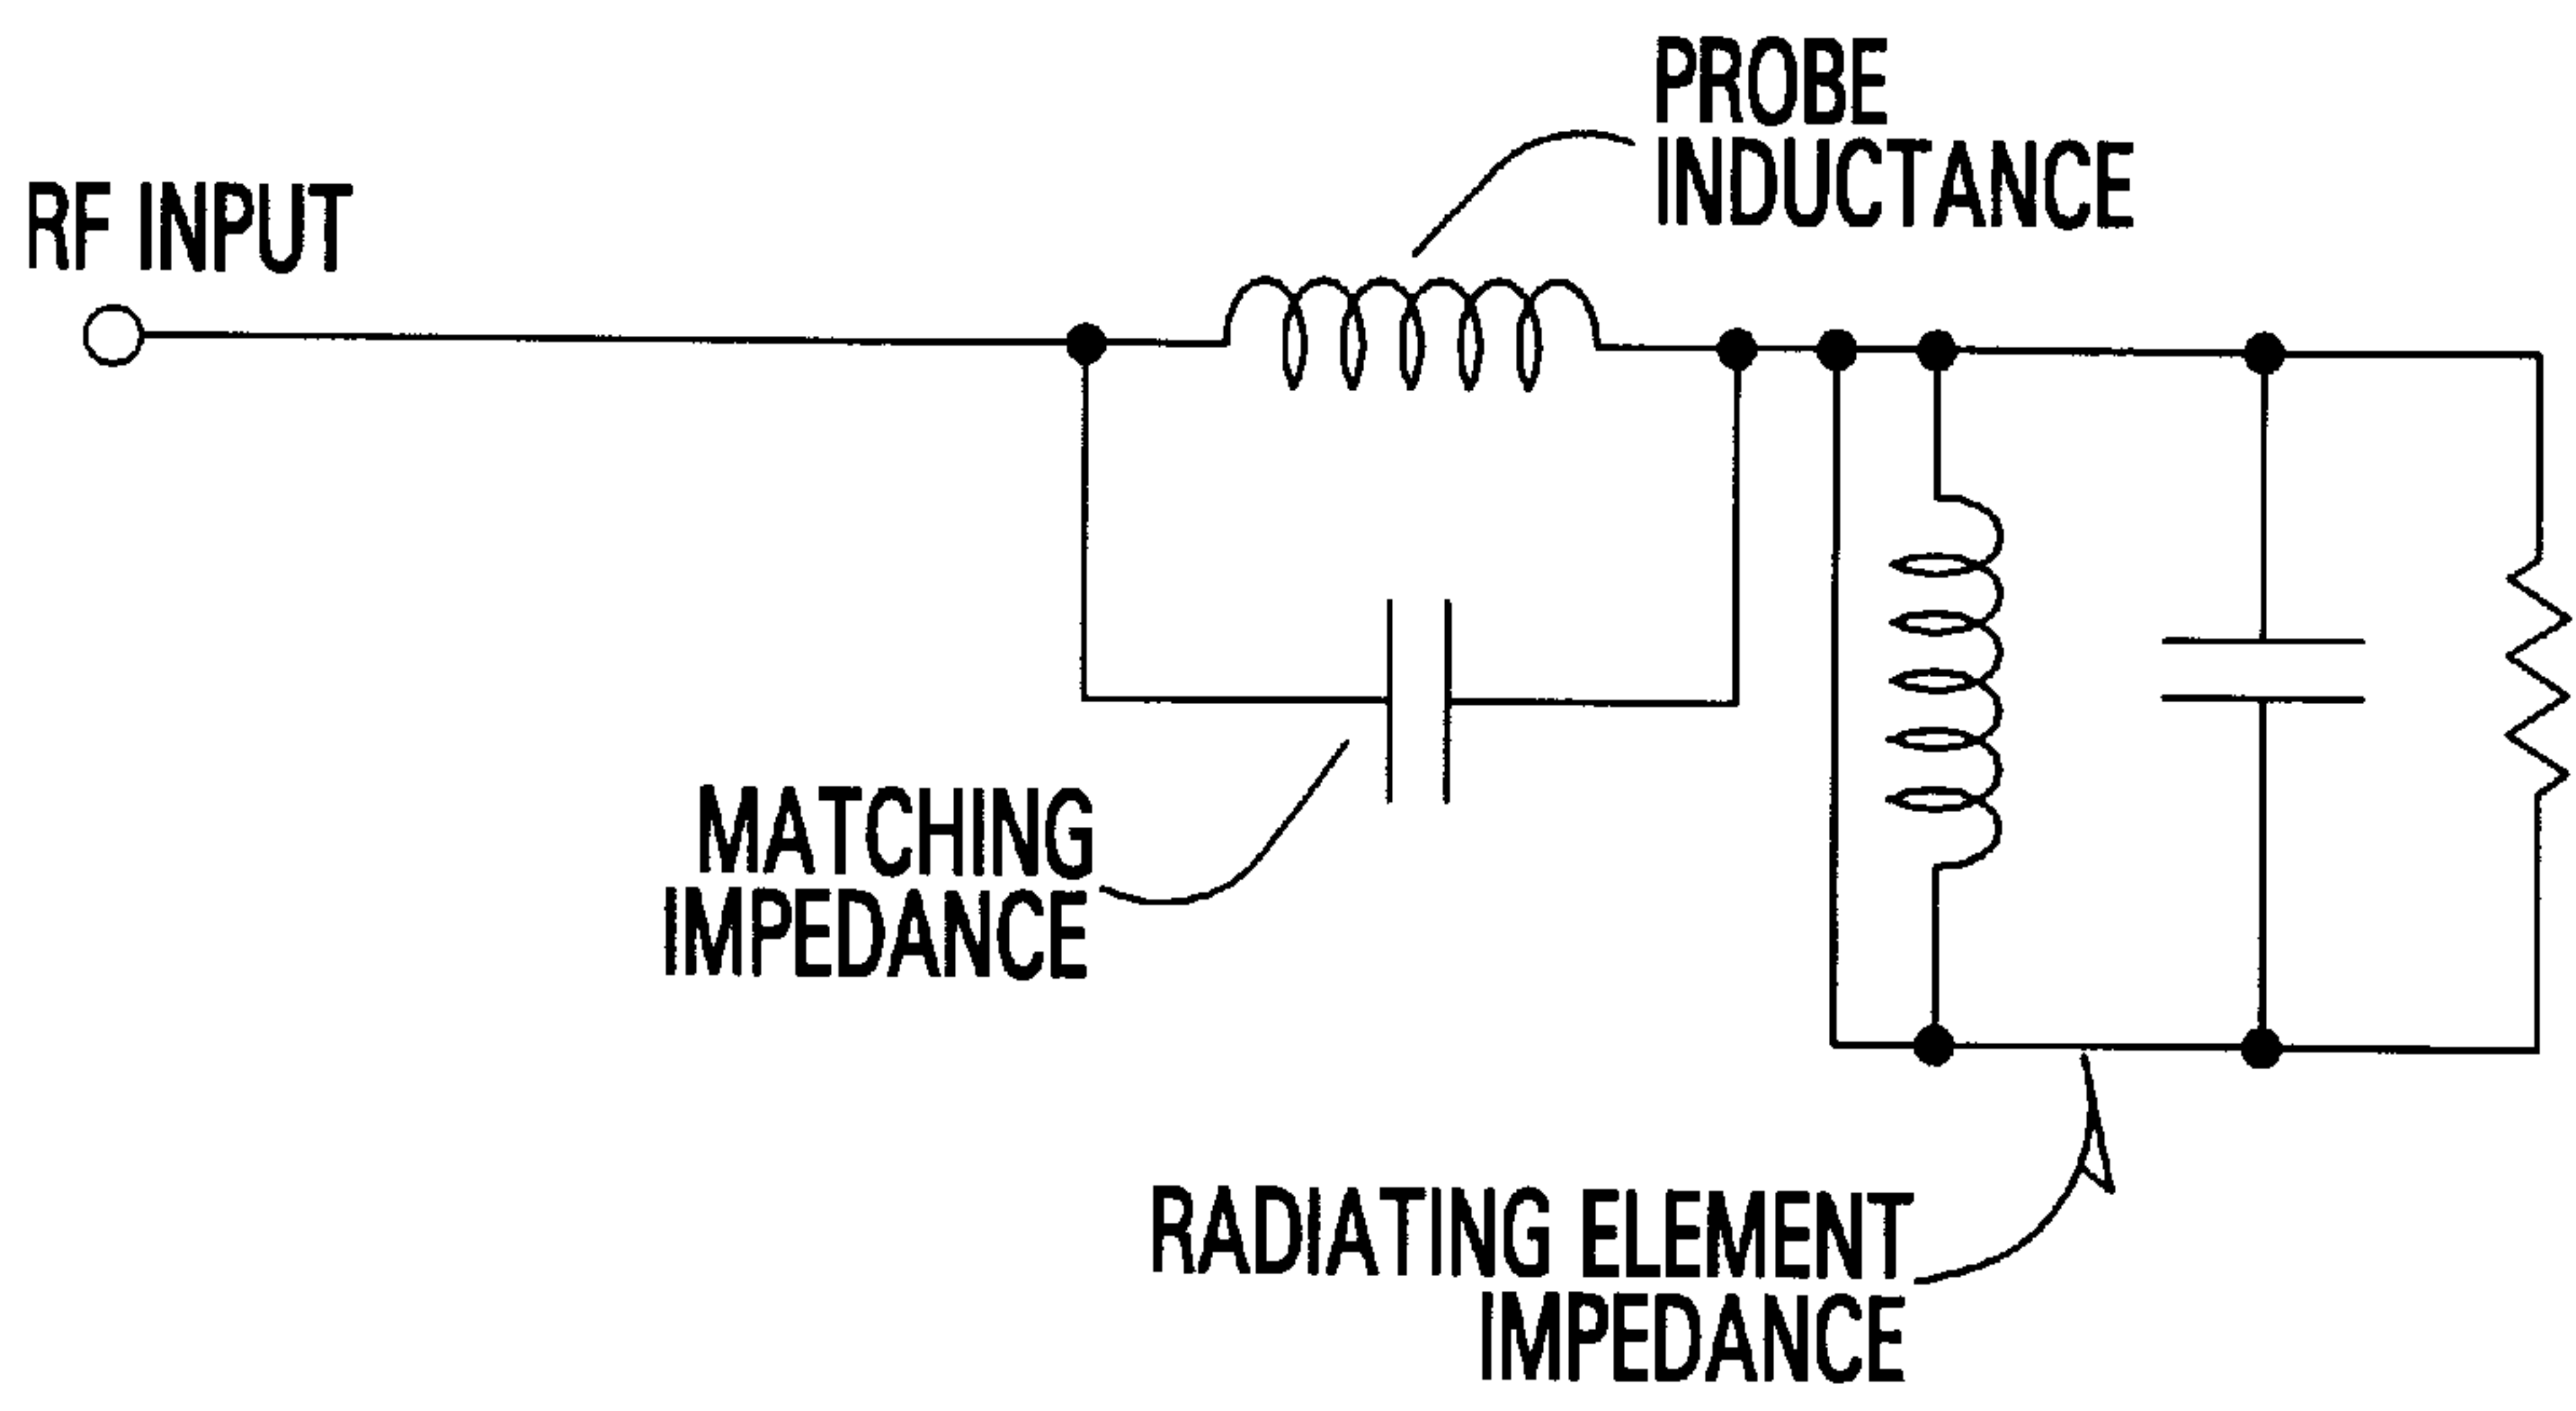 PROBE
INDUCTANCE
RF INPUT
MATCHING
IMPEDANCE
RADIATING ELEMENT
IMPEDANCE